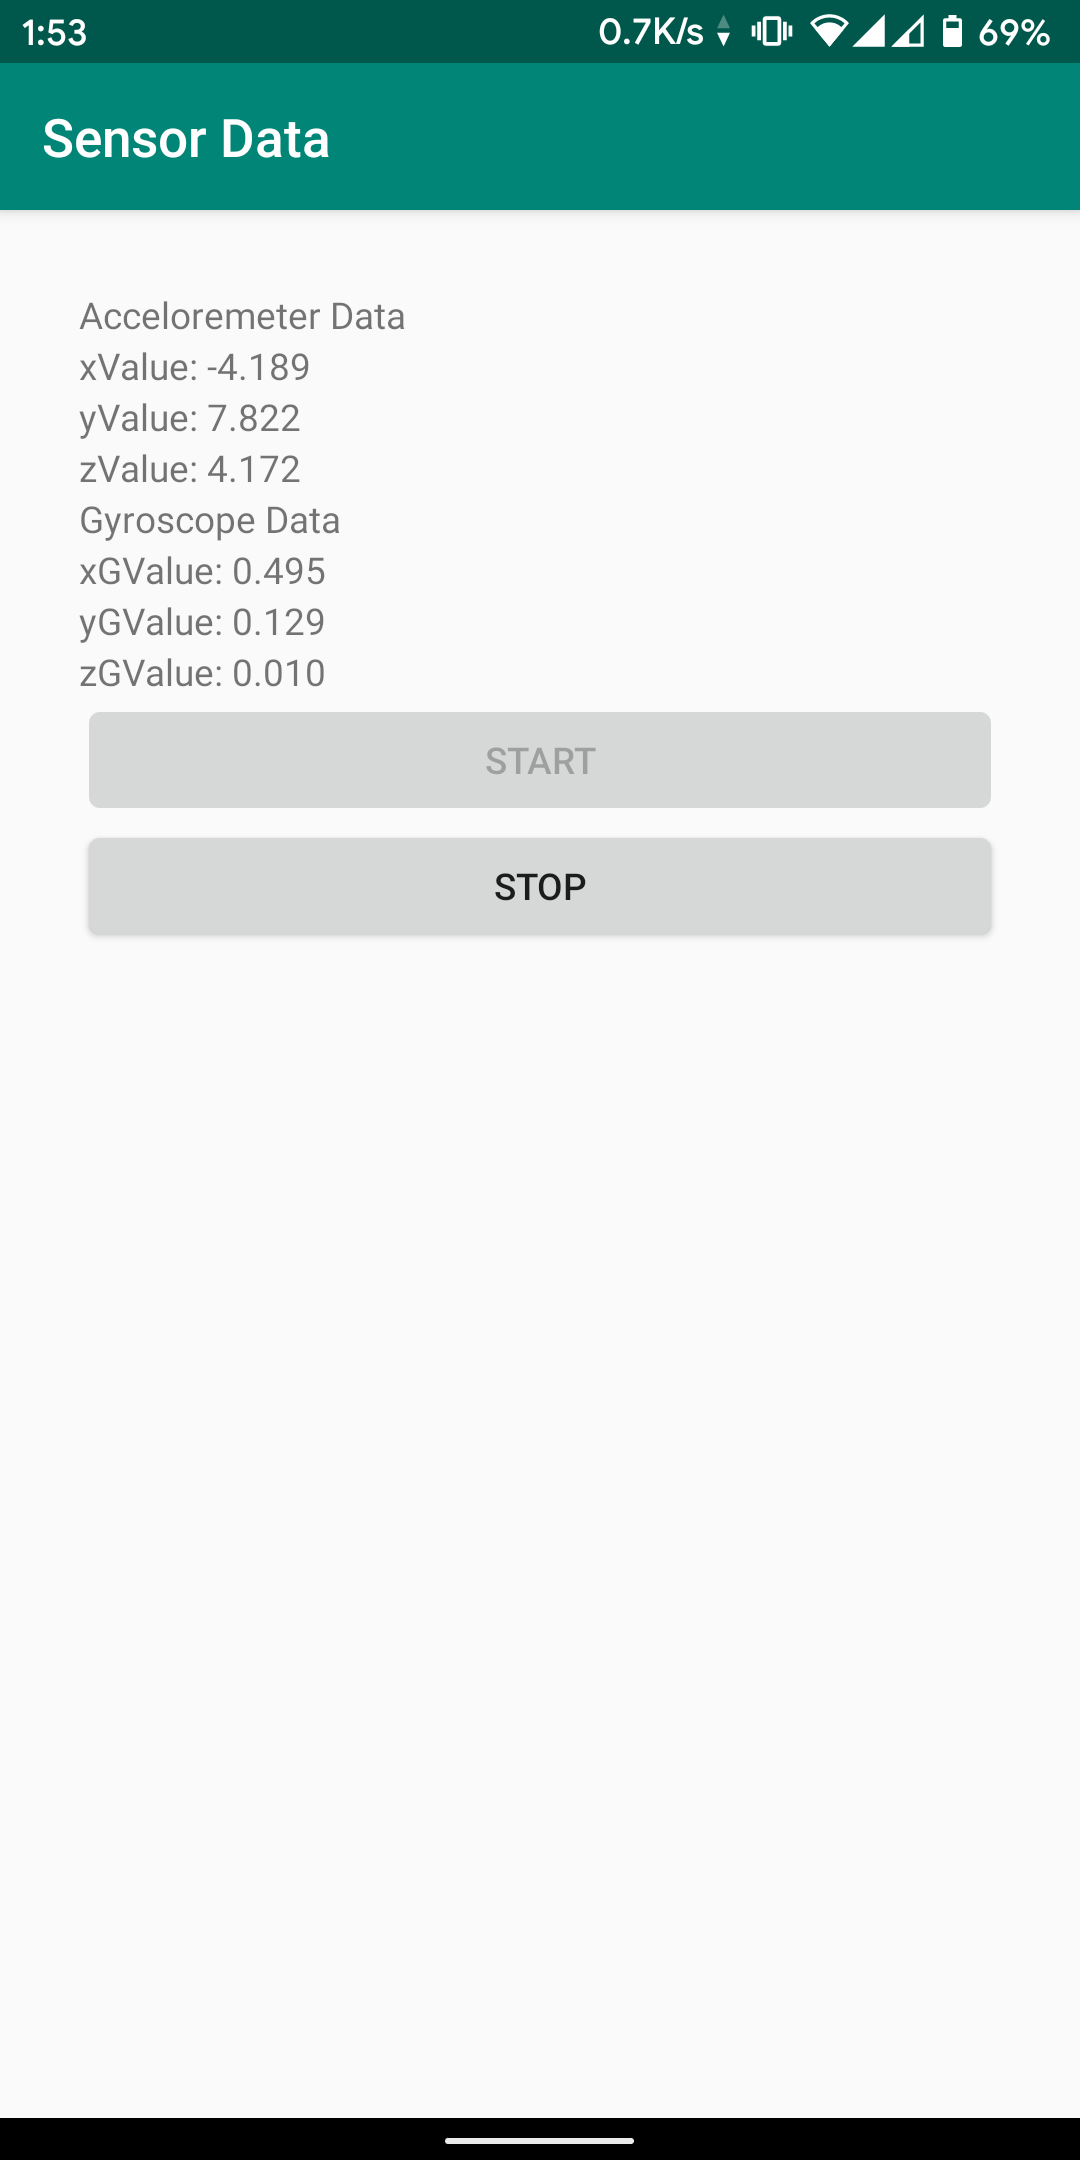 1:53 0.7K/s 69%
Sensor Data
Acceloremeter Data
xValue: -4.189
yValue: 7.822
zValue: 4.172
Gyroscope Data
xGValue: 0.495
yGValue: 0.129
zGValue: 0.010
START
STOP